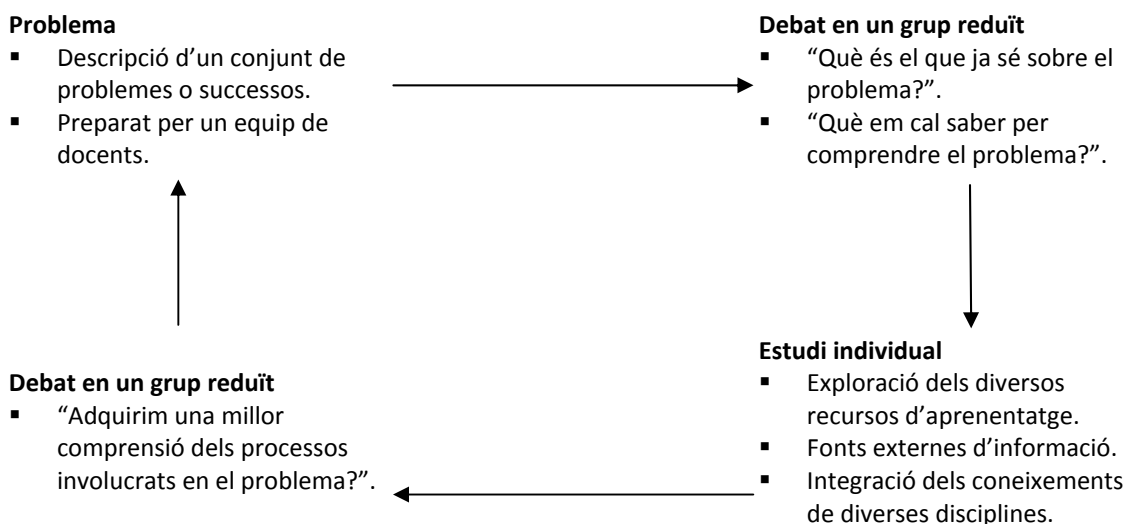 Problema
▪ Descripció d’un conjunt de
problemes o successos.
▪ Preparat per un equip de
docents.
Debat en un grup reduït
▪ “Què és el que ja sé sobre el
problema?”.
▪ “Què em cal saber per
comprendre el problema?”.
Estudi individual
▪ Exploració dels diversos
recursos d’aprenentatge.
▪ Fonts externes d’informació.
▪ Integració dels coneixements
de diverses disciplines.
Debat en un grup reduït
▪ “Adquirim una millor
comprensió dels processos
involucrats en el problema?”.